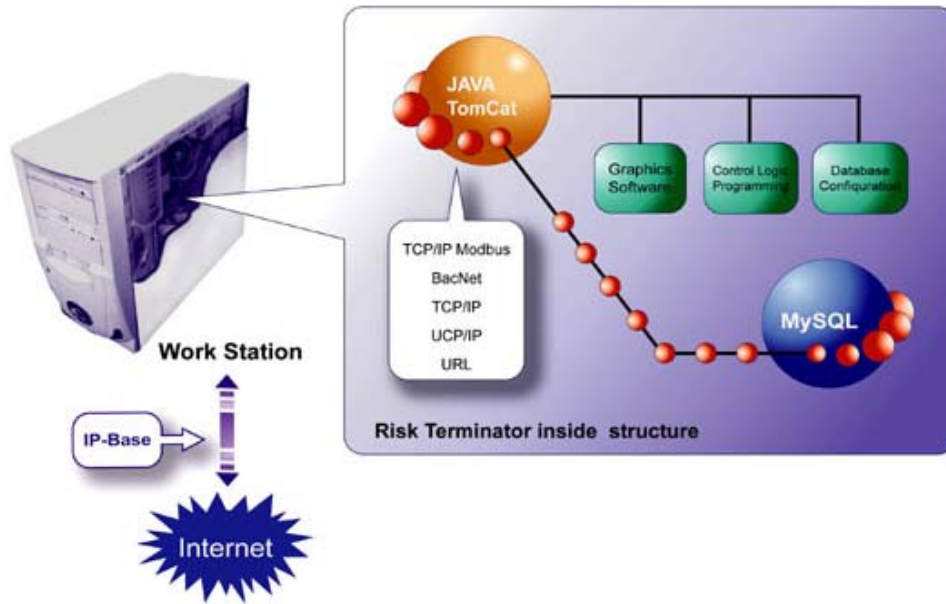 JAVA
TomCat
Graphics
Software
Control Logic
Programming
Database
Confiquration
TCP/IP Modbus
BacNet
TCP/IP
UCP/IP
URL
MySQL
Work Station
Risk Terminator inside structure
IP-Base
Internet